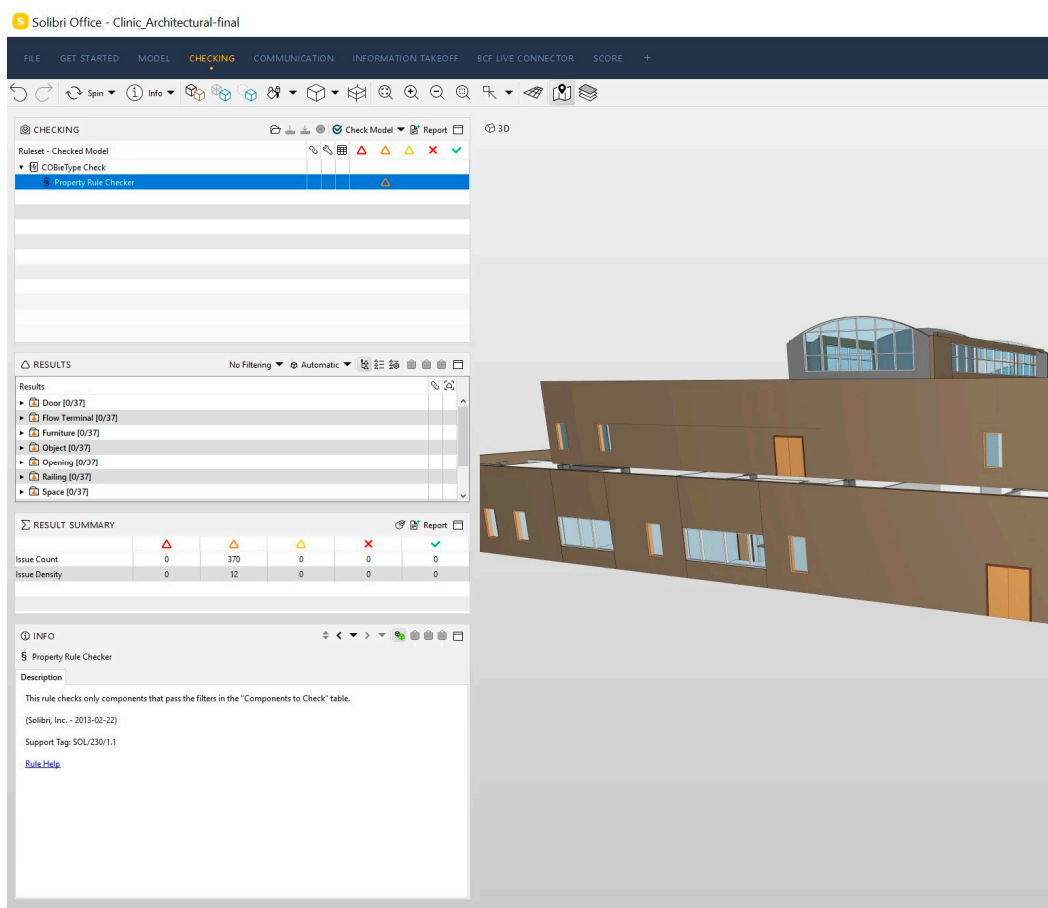 S Solibri Office - Clinic_Architectural-final
FILE GET STARTED MODEL CHECKING COMMUNICATION INFORMATION TAKEOFF BCF LIVE CONNECTOR SCORE +
Spin Info
CHECKING Check Model Report
3D
Ruleset - Checked Model
COBieType Check
§ Property Rule Checker
RESULTS No Filtering Automatic
Results
Door [0/37]
Flow Terminal [0/37]
Furniture [0/37]
Object [0/37]
Opening [0/37]
Railing [0/37]
Space [0/37]
∑ RESULT SUMMARY Report
Issue Count 0 370 0 0 0
Issue Density 0 12 0 0 0
INFO
§ Property Rule Checker
Description
This rule checks only components that pass the filters in the "Components to Check" table.
(Solibri, Inc. - 2013-02-22)
Support Tag: SOL/230/1.1
Rule Help